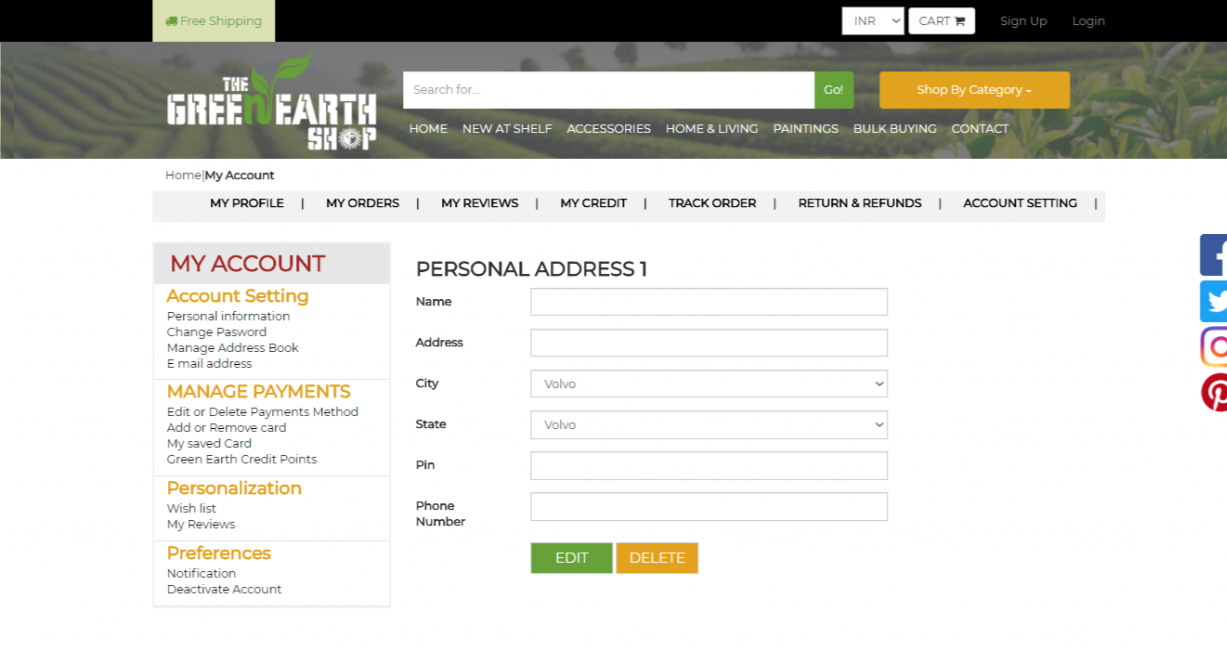 Free Shipping
INR
CART
Sign Up
Login
THE
GREEN EARTH
SHOP
Search for...
Go!
Shop By Category
HOME NEW AT SHELF ACCESSORIES HOME & LIVING PAINTINGS BULK BUYING CONTACT
Home|My Account
MY PROFILE | MY ORDERS | MY REVIEWS | MY CREDIT | TRACK ORDER | RETURN & REFUNDS | ACCOUNT SETTING |
MY ACCOUNT
Account Setting
Personal information
Change Pasword
Manage Address Book
E mail address
MANAGE PAYMENTS
Edit or Delete Payments Method
Add or Remove card
My saved Card
Green Earth Credit Points
Personalization
Wish list
My Reviews
Preferences
Notification
Deactivate Account
PERSONAL ADDRESS 1
Name
Address
City Volvo
State Volvo
Pin
Phone
Number
EDIT DELETE